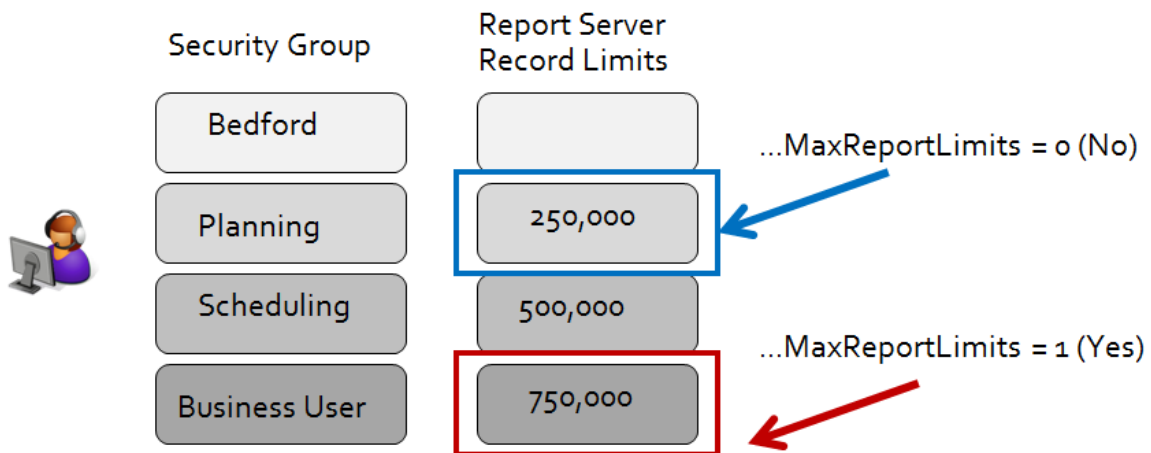 Security Group
Report Server
Record Limits
Bedford
...MaxReportLimits = 0 (No)
Planning
250,000
Scheduling
500,000
...MaxReportLimits = 1 (Yes)
Business User
750,000